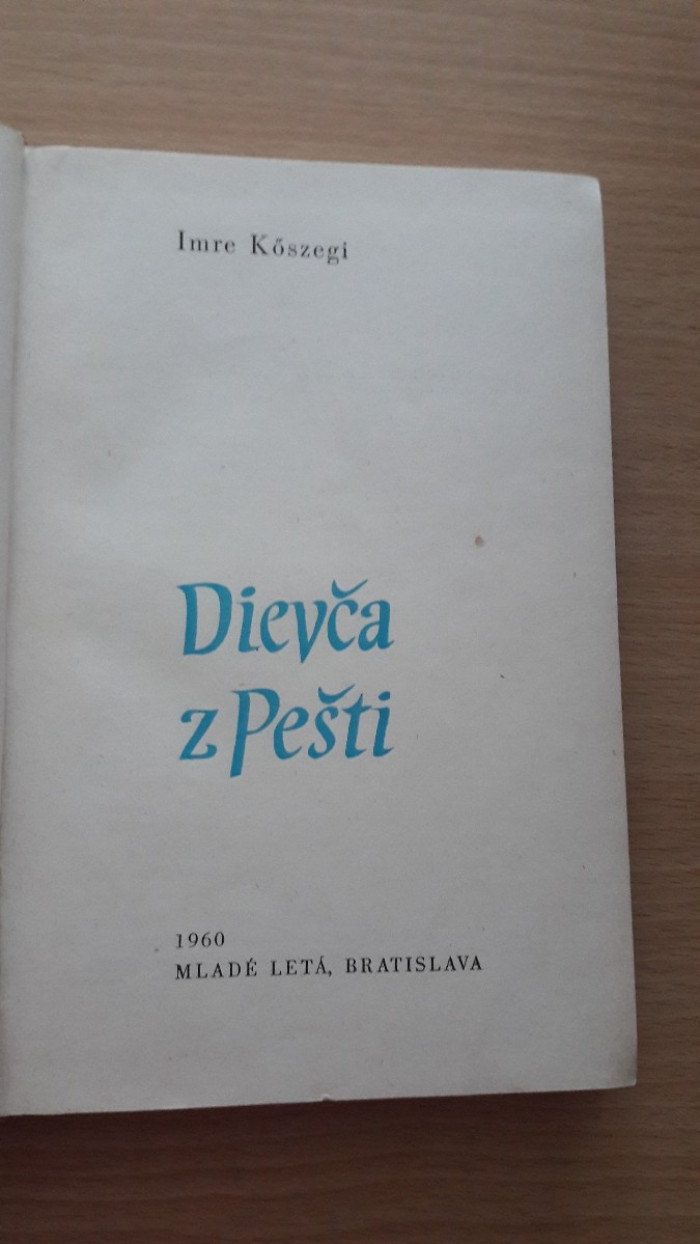 Imre Kőszegi
Dievča
z Pešti
1960
MLADÉ LETÁ, BRATISLAVA